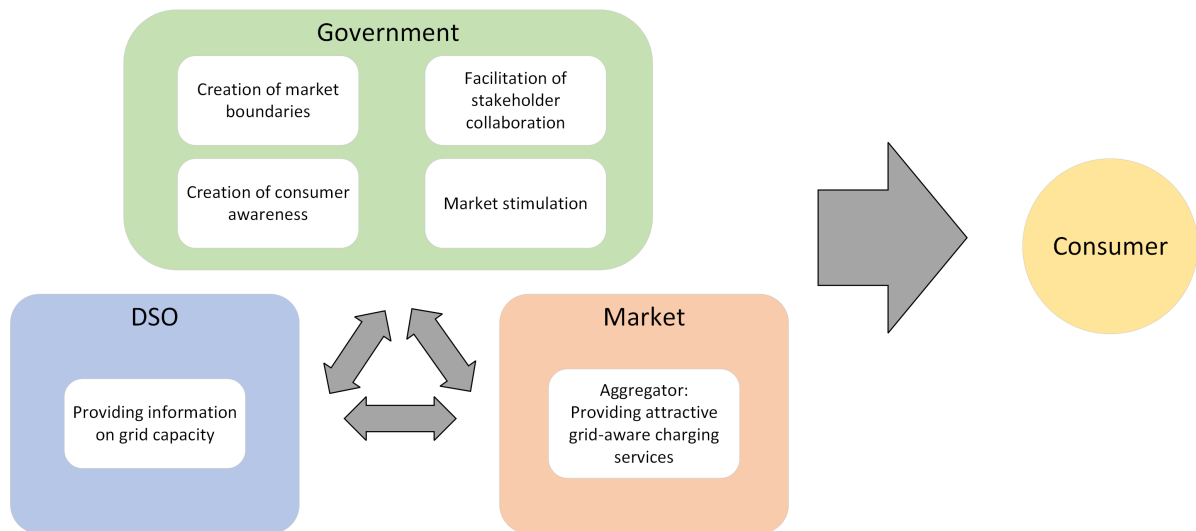 Government
Creation of market
boundaries
Facilitation of
stakeholder
collaboration
Creation of consumer
awareness
Market stimulation
DSO
Providing information
on grid capacity
Market
Aggregator:
Providing attractive
grid-aware charging
services
Consumer